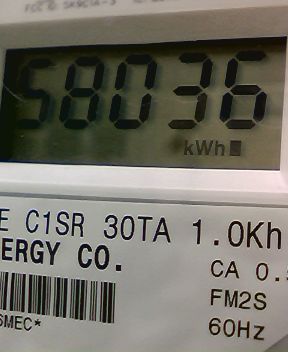 58036
kWh
E C1SR 30TA 1.0Kh
ERGY CO.
CA 0.5
FM2S
SMEC*
60Hz